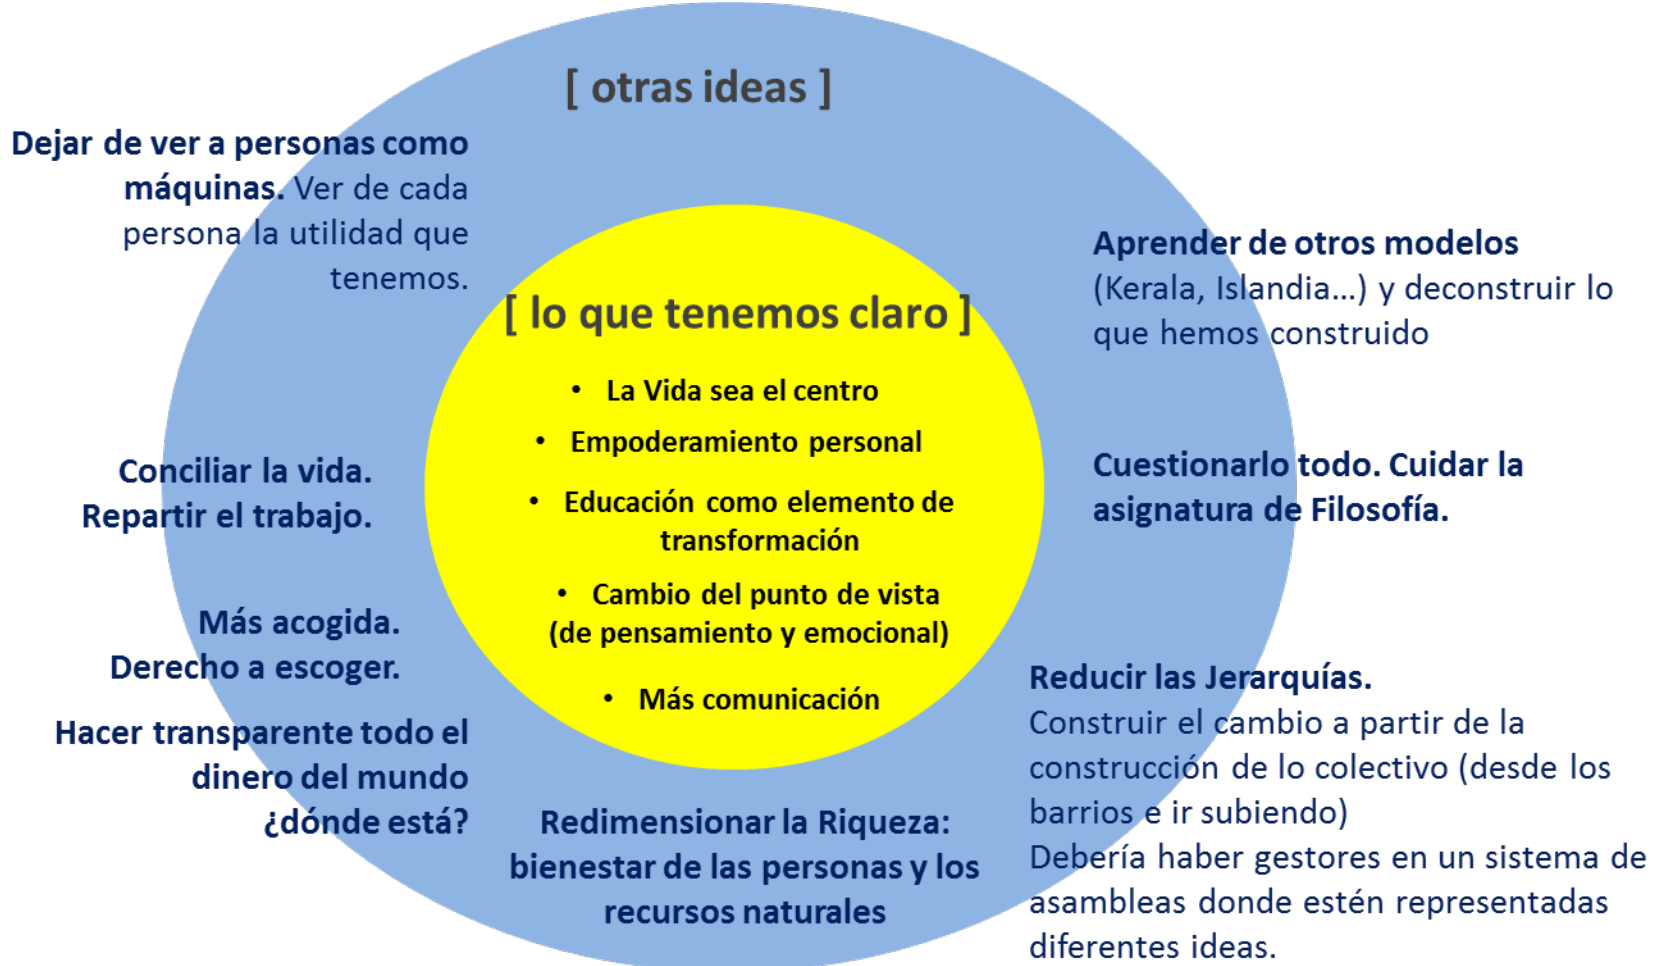 [ otras ideas ]
Dejar de ver a personas como
máquinas. Ver de cada
persona la utilidad que
tenemos.
Conciliar la vida.
Repartir el trabajo.
Más acogida.
Derecho a escoger.
Hacer transparente todo el
dinero del mundo
¿dónde está?
[ lo que tenemos claro ]
• La Vida sea el centro
• Empoderamiento personal
• Educación como elemento de
transformación
• Cambio del punto de vista
(de pensamiento y emocional)
• Más comunicación
Redimensionar la Riqueza:
bienestar de las personas y los
recursos naturales
Aprender de otros modelos
(Kerala, Islandia...) y deconstruir lo
que hemos construido
Cuestionarlo todo. Cuidar la
asignatura de Filosofía.
Reducir las Jerarquías.
Construir el cambio a partir de la
construcción de lo colectivo (desde los
barrios e ir subiendo)
Debería haber gestores en un sistema de
asambleas donde estén representadas
diferentes ideas.